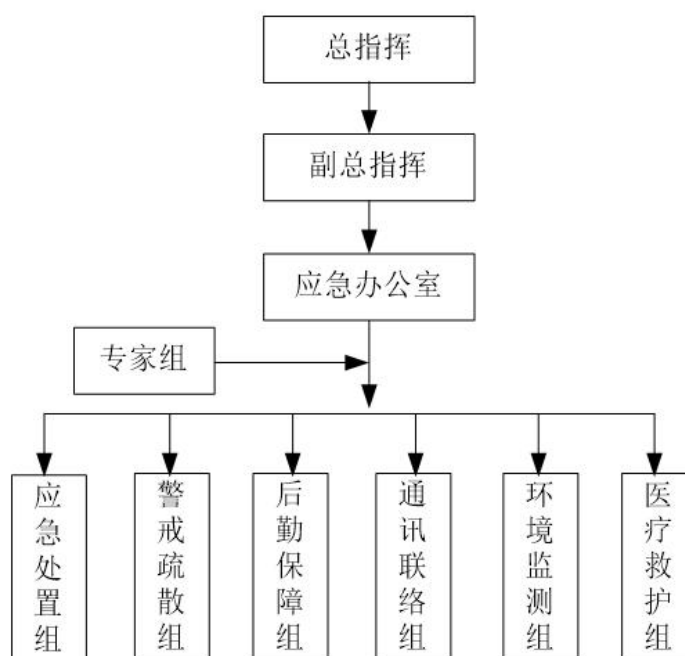 总指挥
副总指挥
应急办公室
专家组
应急处置组
警戒疏散组
后勤保障组
通讯联络组
环境监测组
医疗救护组